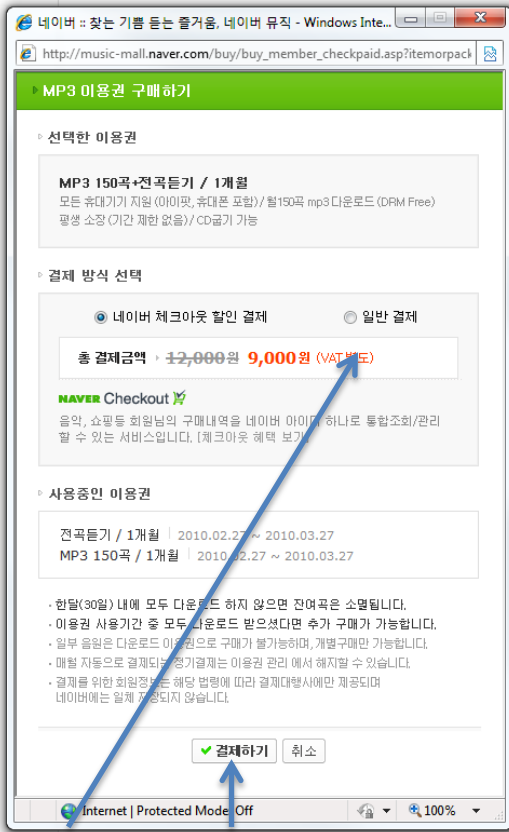 네이버 :: 찾는 기쁨 듣는 즐거움, 네이버 뮤직 - Windows Inte...
http://music-mall.naver.com/buy/buy_member_checkpaid.asp?itemorpack
MP3 이용권 구매하기
선택한 이용권
MP3 150곡+전곡듣기 / 1개월
모든 휴대기기 지원 (아이팟, 휴대폰 포함) / 월150곡 mp3 다운로드 (DRM Free)
평생 소장 (기간 제한 없음) / CD굽기 가능
결제 방식 선택
네이버 체크아웃 할인 결제 일반 결제
총 결제금액 12,000원 9,000원 (VAT별도)
NAVER Checkout
음악, 쇼핑등 회원님의 구매내역을 네이버 아이디 하나로 통합조회/관리
할 수 있는 서비스입니다. [체크아웃 혜택 보기]
사용중인 이용권
전곡듣기 / 1개월 2010.02.27 ~ 2010.03.27
MP3 150곡 / 1개월 2010.02.27 ~ 2010.03.27
· 한달(30일) 내에 모두 다운로드 하지 않으면 잔여곡은 소멸됩니다.
· 이용권 사용기간 중 모두 다운로드 받으셨다면 추가 구매가 가능합니다.
· 일부 음원은 다운로드 이용권으로 구매가 불가능하며, 개별구매만 가능합니다.
· 매월 자동으로 결제되는 정기결제는 이용권 관리 에서 해지할 수 있습니다.
· 결제를 위한 회원정보는 해당 법령에 따라 결제대행사에만 제공되며
네이버에는 일체 저장되지 않습니다.
결제하기 취소
Internet | Protected Mode: Off 100%